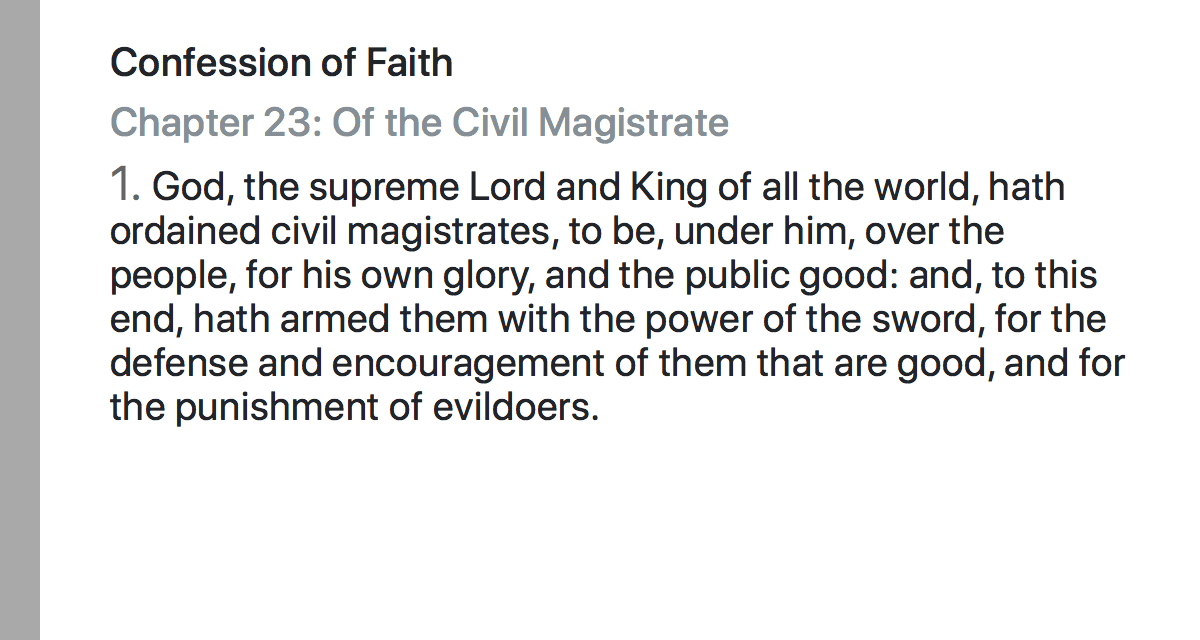 Confession of Faith
Chapter 23: Of the Civil Magistrate
1. God, the supreme Lord and King of all the world, hath
ordained civil magistrates, to be, under him, over the
people, for his own glory, and the public good: and, to this
end, hath armed them with the power of the sword, for the
defense and encouragement of them that are good, and for
the punishment of evildoers.